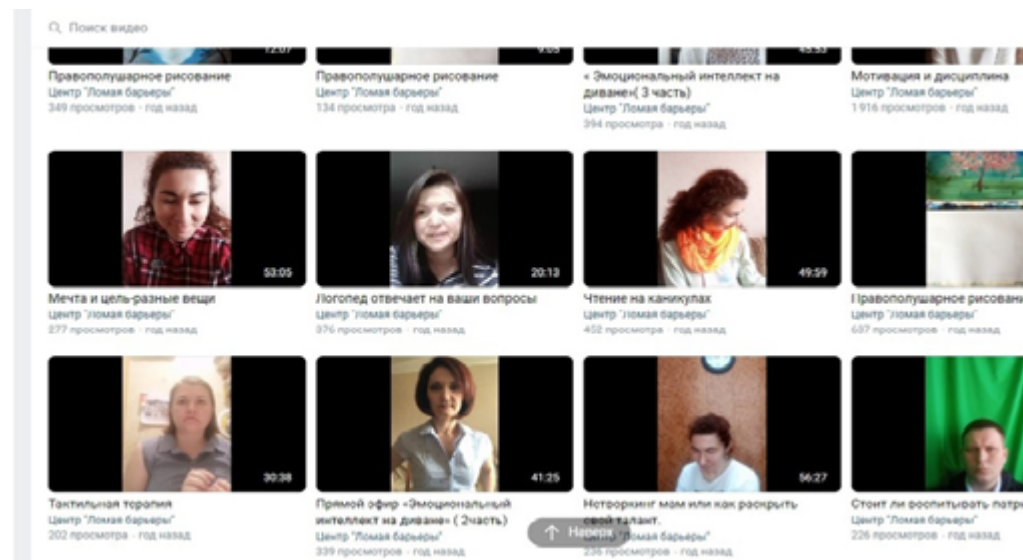 Поиск видео
12:07
9:05
45:53
Правополушарное рисование
Центр "Ломая барьеры"
349 просмотров · год назад
Правополушарное рисование
Центр "Ломая барьеры"
134 просмотра · год назад
« Эмоциональный интеллект на
диване»( 3 часть)
Центр "Ломая барьеры"
394 просмотра · год назад
Мотивация и дисциплина
Центр "Ломая барьеры"
1 916 просмотров · год назад
53:05
20:13
49:59
Мечта и цель-разные вещи
Центр "Ломая барьеры"
277 просмотров · год назад
Логопед отвечает на ваши вопросы
Центр "Ломая барьеры"
376 просмотров · год назад
Чтение на каникулах
Центр "Ломая барьеры"
452 просмотра · год назад
Правополушарное рисовани
Центр "Ломая барьеры"
637 просмотров · год назад
30:38
41:25
56:27
Тактильная терапия
Центр "Ломая барьеры"
202 просмотра · год назад
Прямой эфир «Эмоциональный
интеллект на диване» ( 2часть)
Центр "Ломая барьеры"
339 просмотров · год назад
Нетворкинг мам или как раскрыть
свой талант.
Центр "Ломая барьеры"
236 просмотров · год назад
Стоит ли воспитывать патри
Центр "Ломая барьеры"
226 просмотров · год назад
Наверх